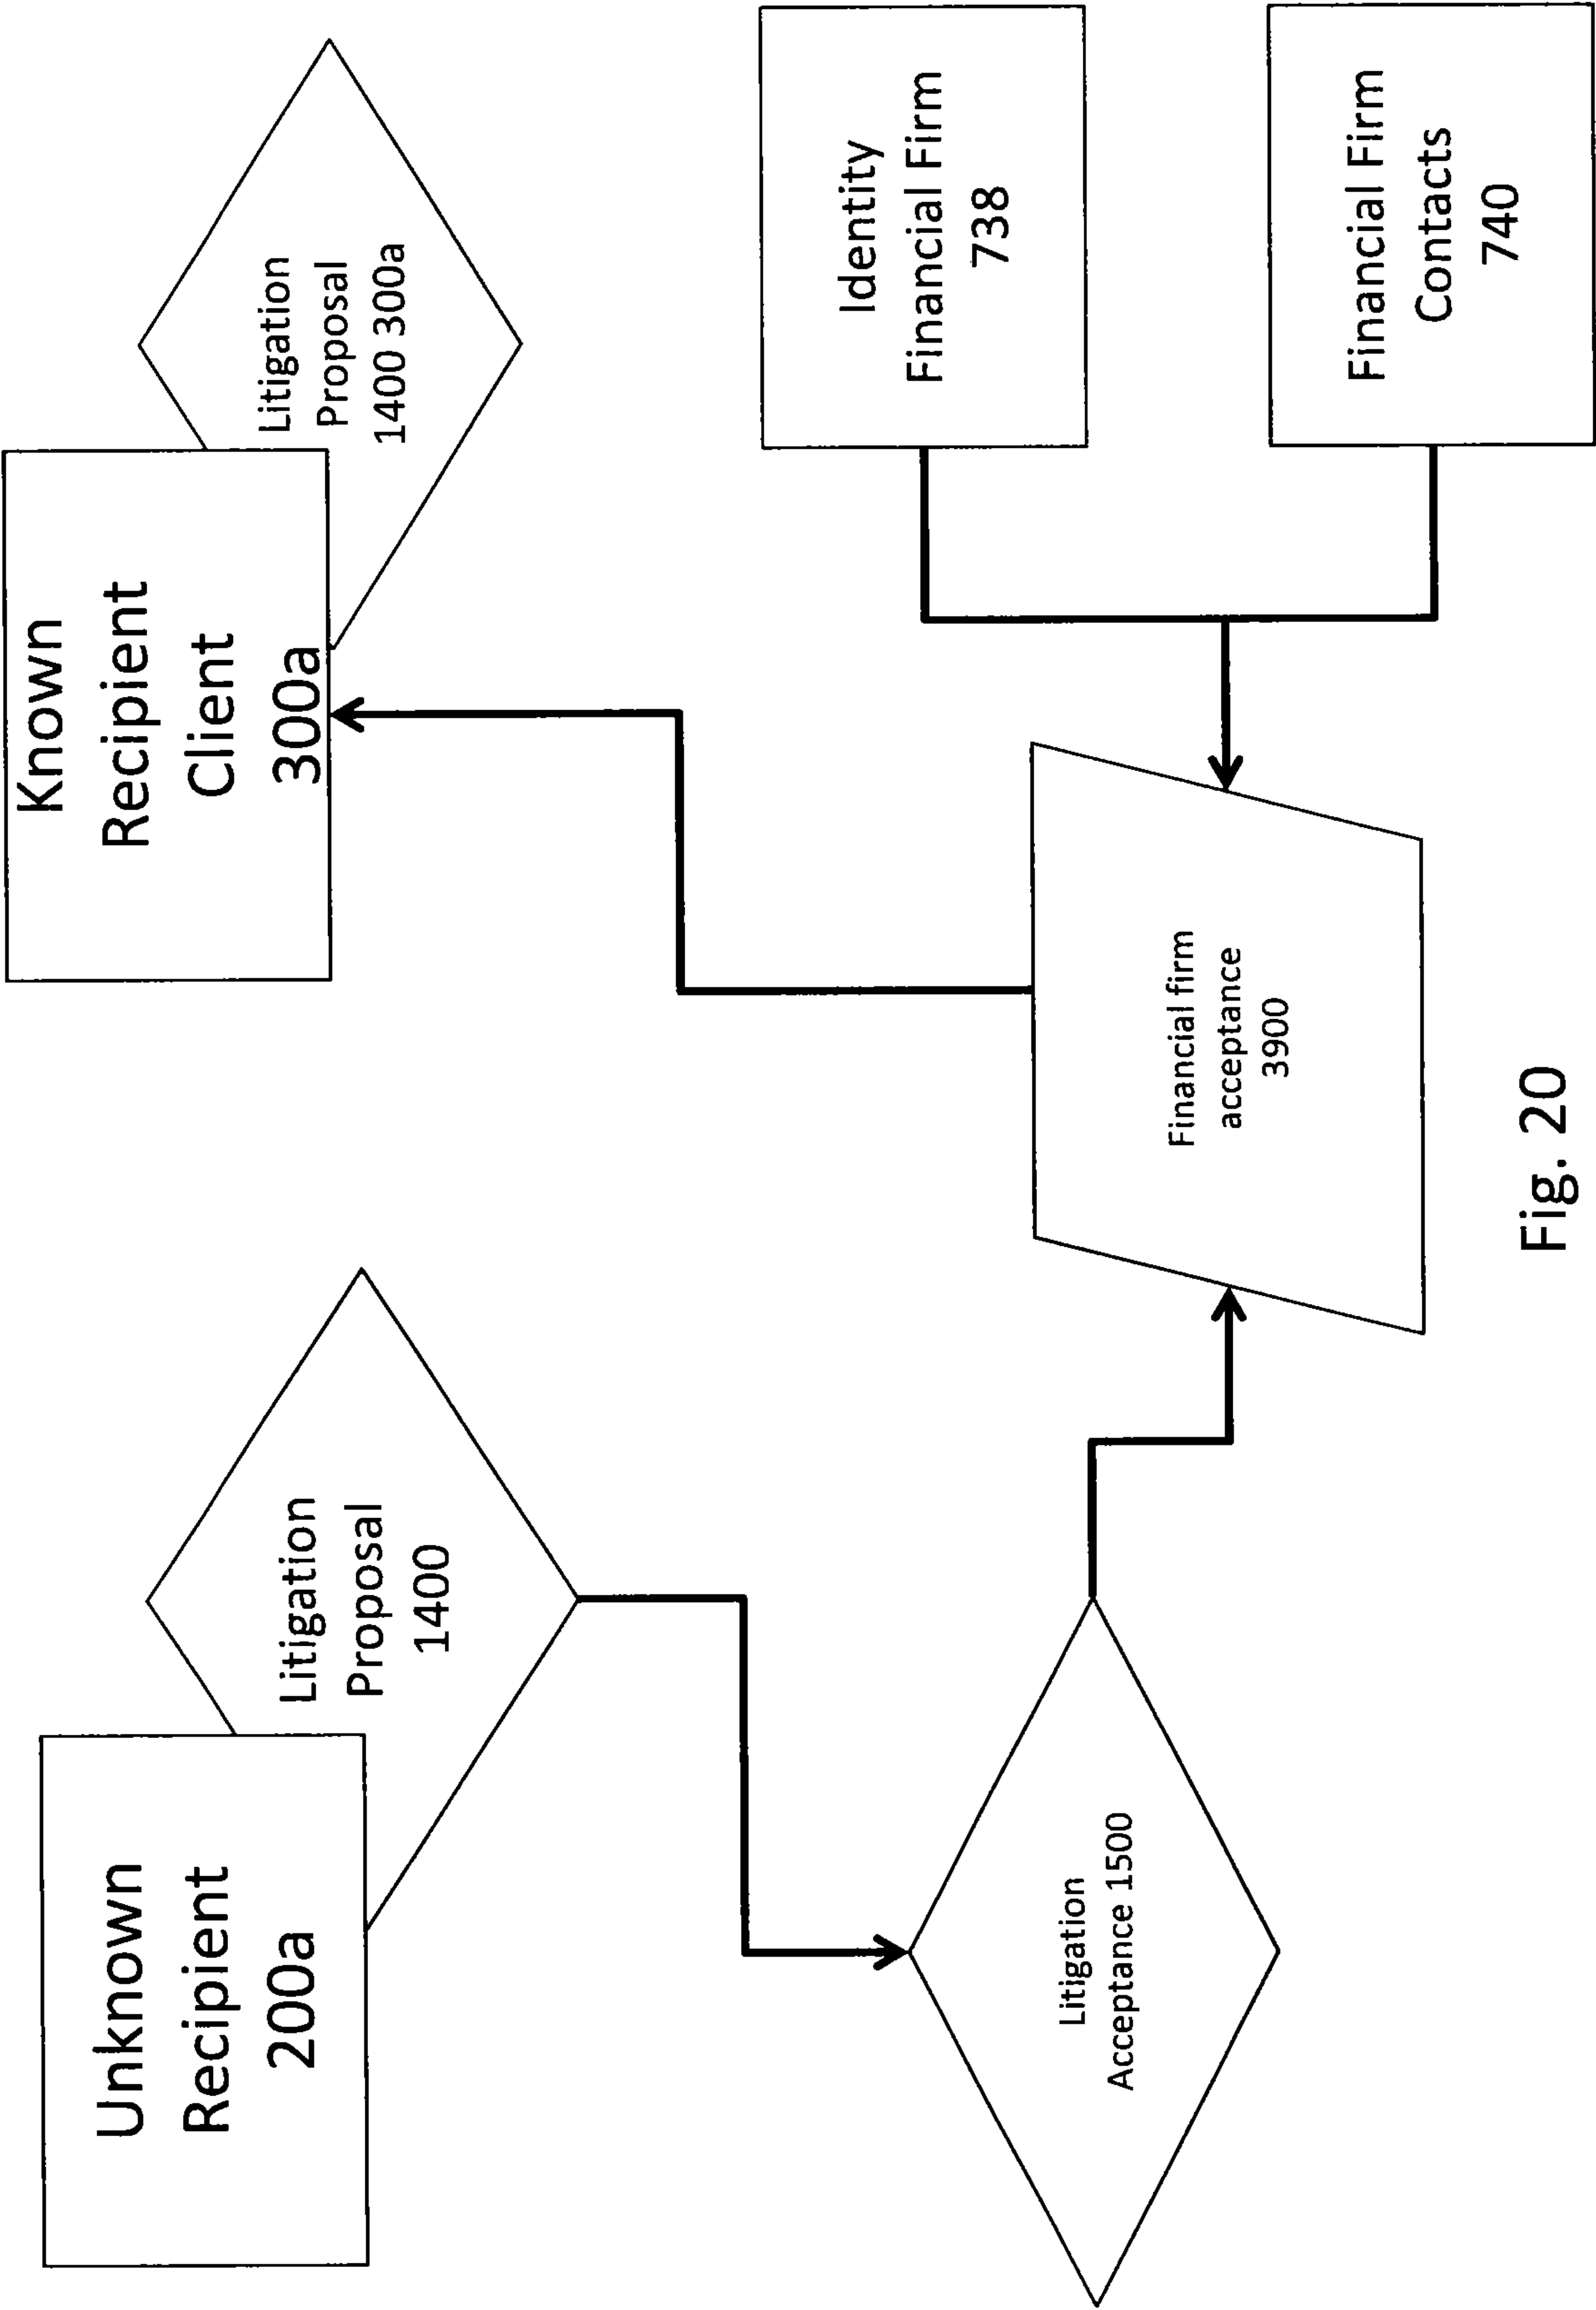 Unknown
Recipient
200a
Litigation
Proposal
1400
Known
Recipient
Client
300a
Litigation
Proposal
1400 300a
Litigation
Acceptance 1500
Financial firm
acceptance
3900
Identity
Financial Firm
738
Financial Firm
Contacts
740
Fig. 20